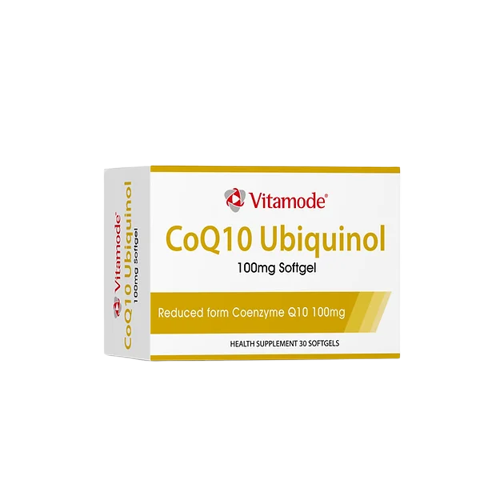 Vitamode®
CoQ10 Ubiquinol
100mg Softgel
Reduced form Coenzyme Q10 100mg
HEALTH SUPPLEMENT 30 SOFTGELS
Vitamode®
CoQ10 Ubiquinol
100mg Softgel